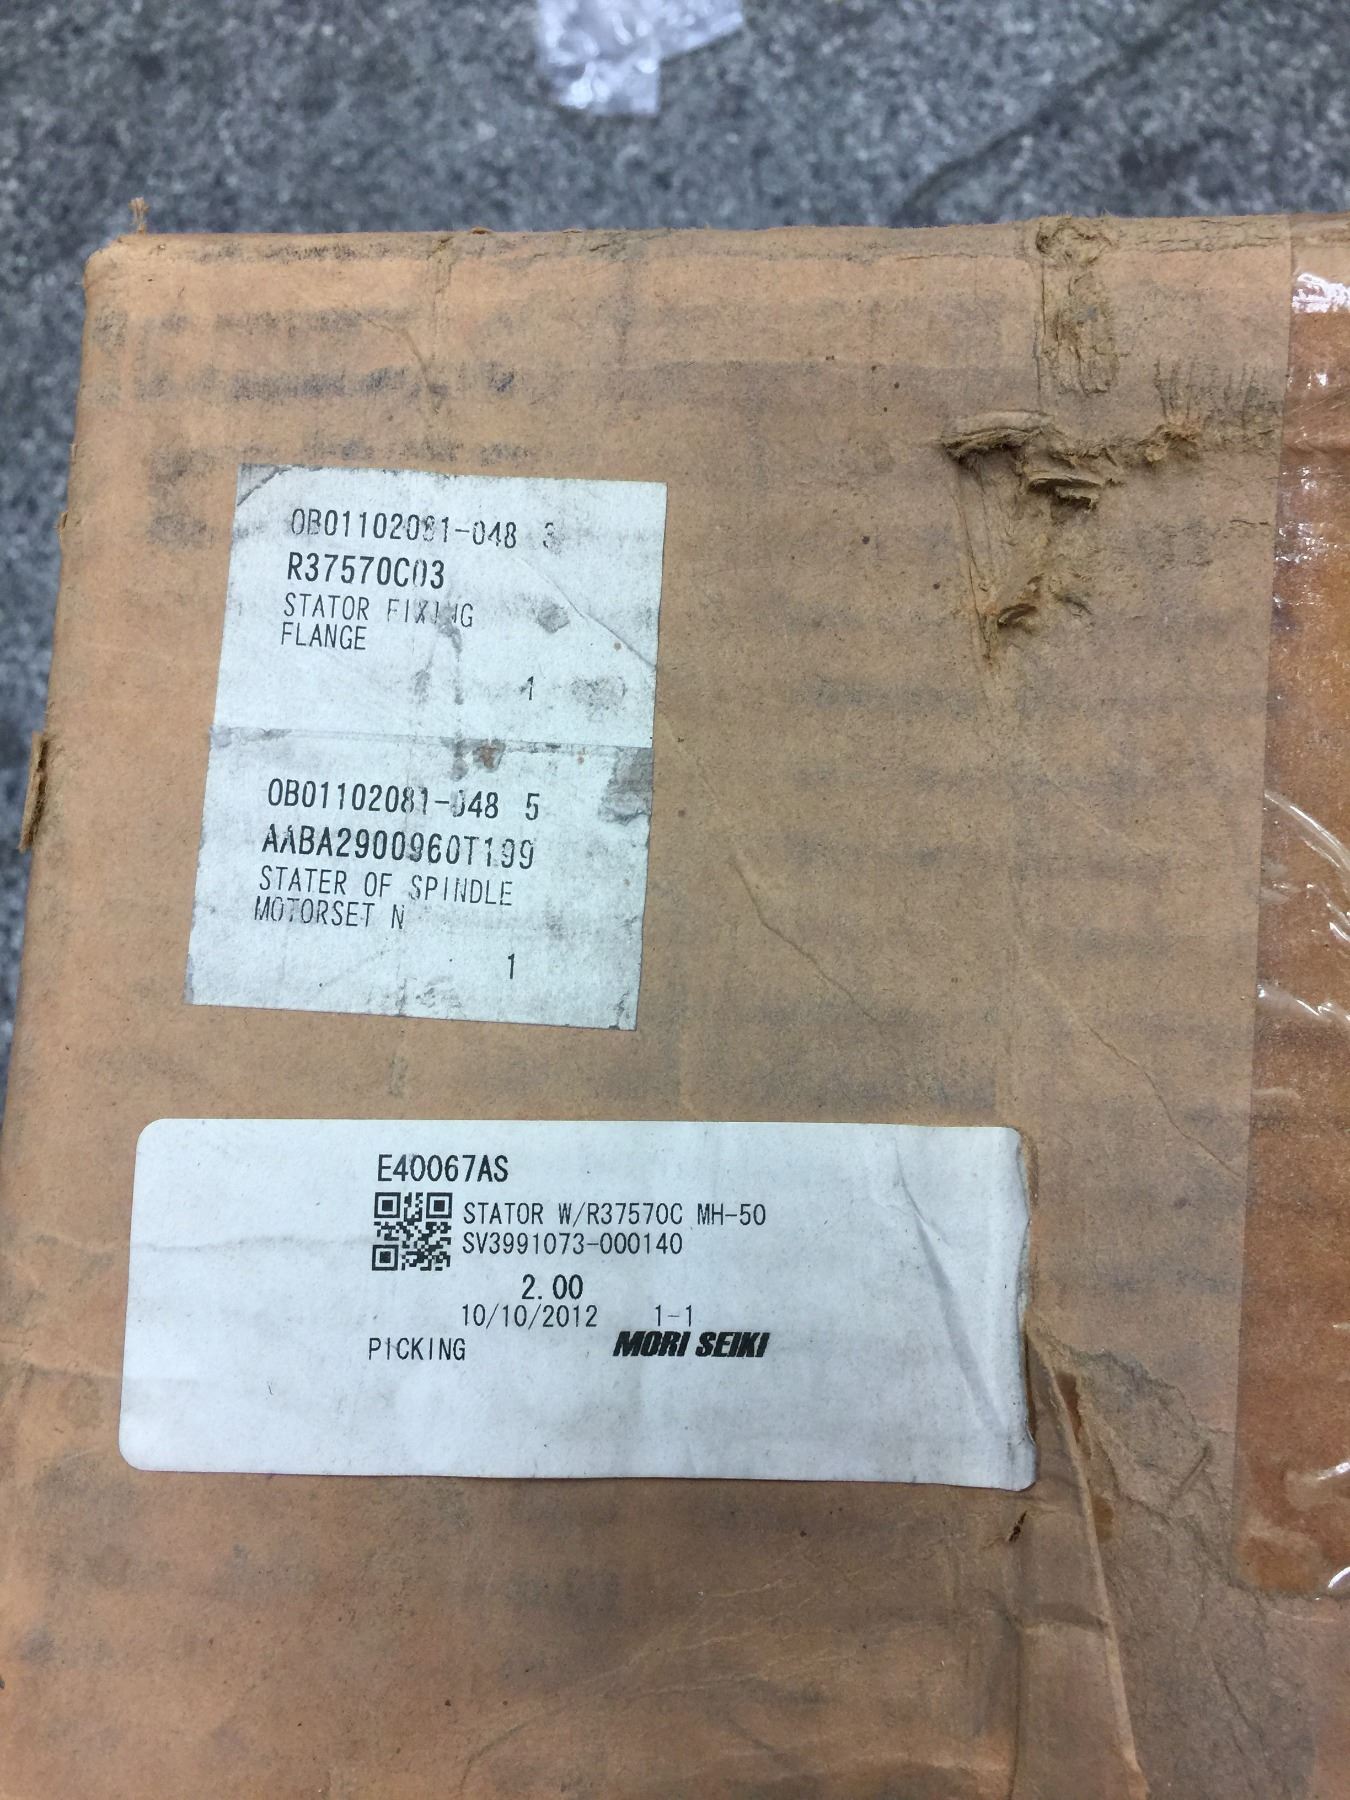 0B01102081-048 3
R37570C03
STATOR FIXING
FLANGE
1
0B01102081-048 5
AABA2900960T199
STATER OF SPINDLE
MOTORSET N
1
E40067AS
STATOR W/R37570C MH-50
SV3991073-000140
2.00
10/10/2012 1-1
PICKING MORI SEIKI